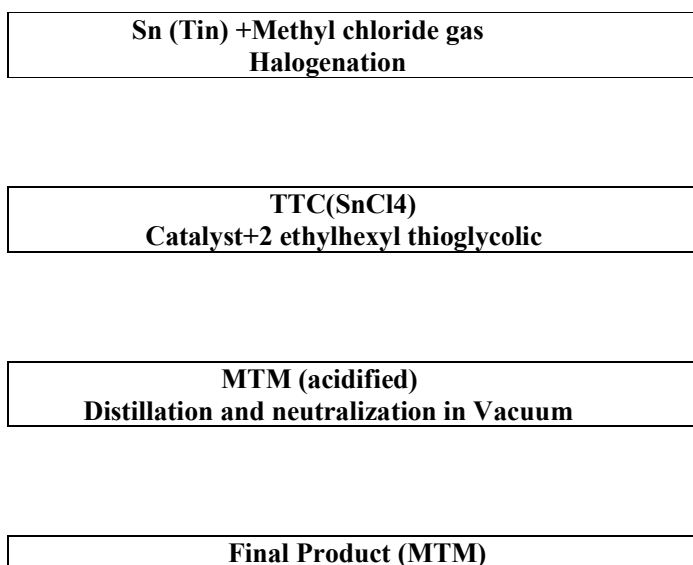 Sn (Tin) +Methyl chloride gas
Halogenation
TTC(SnCl4)
Catalyst+2 ethylhexyl thioglycolic
MTM (acidified)
Distillation and neutralization in Vacuum
Final Product (MTM)